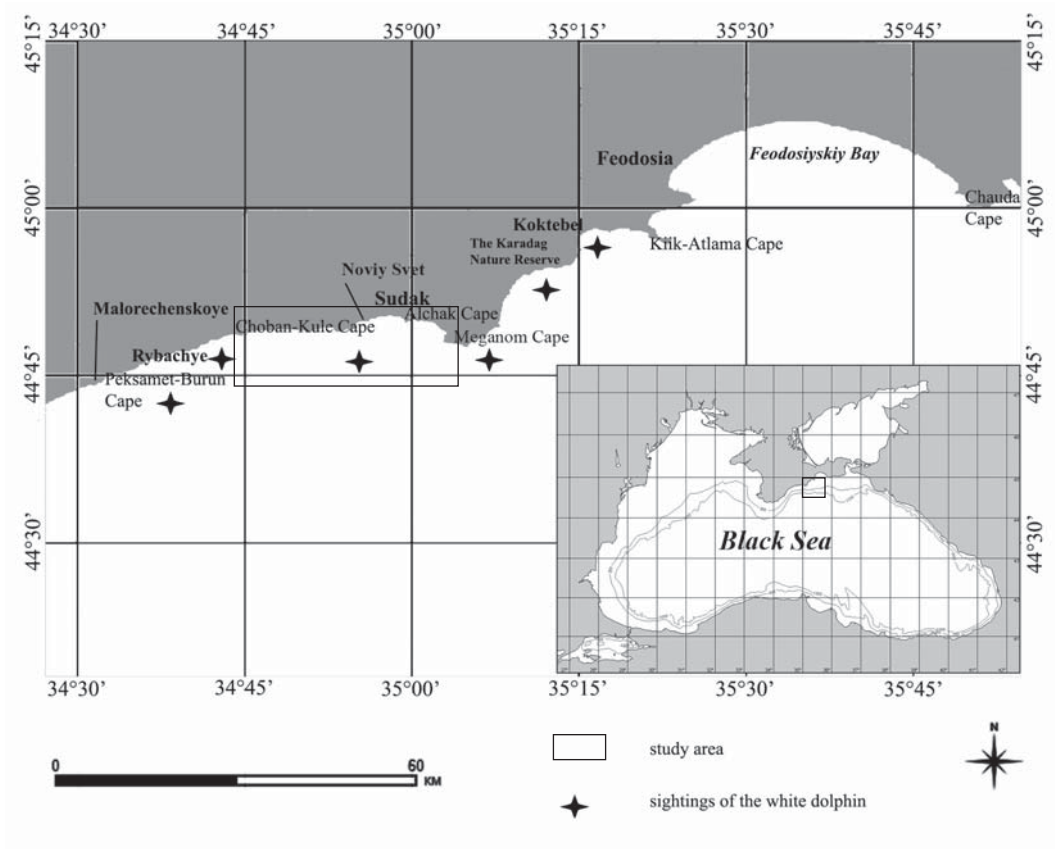 34°30’ 34°45’ 35°00’ 35°15’ 35°30’ 35°45’
45°15’ 45°15’
Feodosia
Feodosiyskiy Bay
45°00’ 45°00’
Chauda
Cape
Koktebel
The Karadag
Nature Reserve
Kiik-Atlama Cape
Noviy Svet
Sudak
Malorechenskoye
Alchak Cape
Choban-Kule Cape
Meganom Cape
Rybachye
44°45’ 44°45’
Peksamet-Burun
Cape
44°30’ 44°30’
Black Sea
34°30’ 34°45’ 35°00’ 35°15’ 35°30’ 35°45’
study area
N
0 60
KM
sightings of the white dolphin